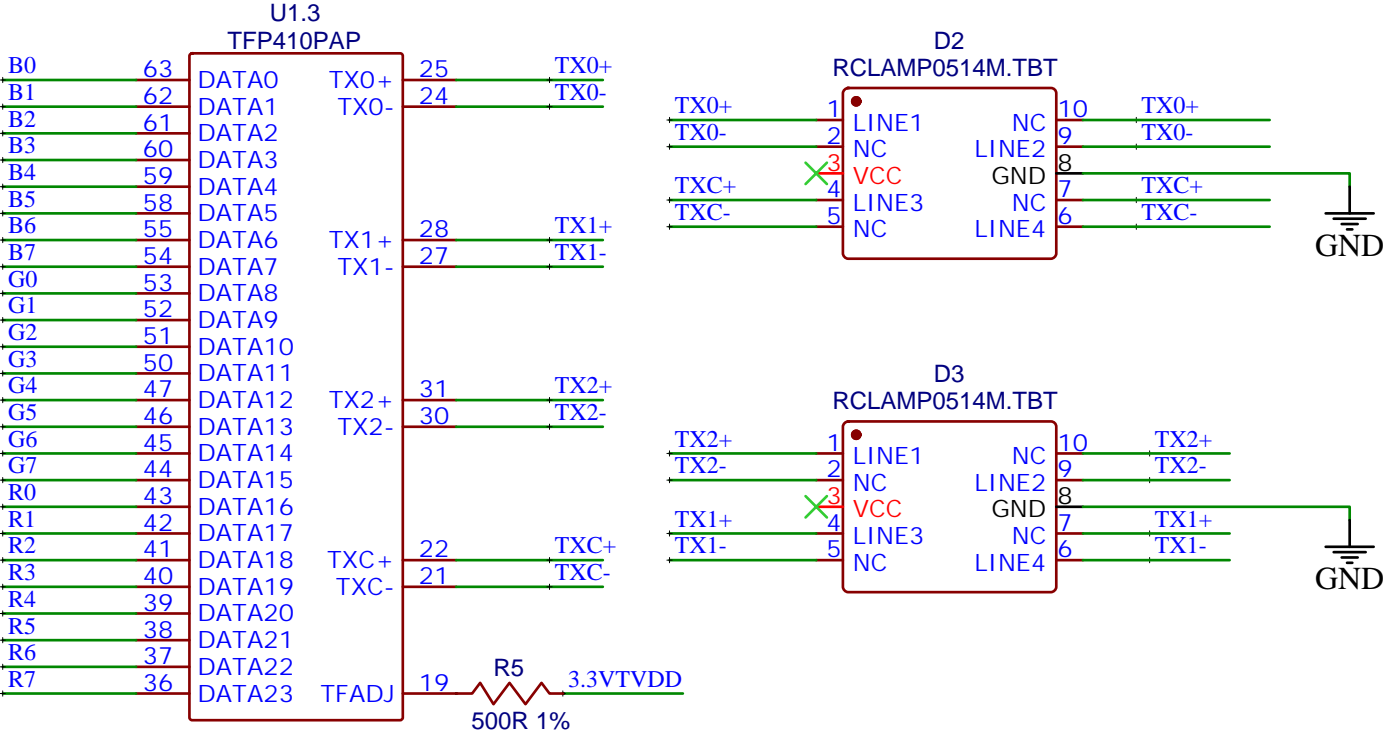 U1.3
TFP410PAP
B0 63 DATA0 TX0+ 25 TX0+
B1 62 DATA1 TX0- 24 TX0-
B2 61 DATA2
B3 60 DATA3
B4 59 DATA4
B5 58 DATA5
B6 55 DATA6 TX1+ 28 TX1+
B7 54 DATA7 TX1- 27 TX1-
G0 53 DATA8
G1 52 DATA9
G2 51 DATA10
G3 50 DATA11
G4 47 DATA12 TX2+ 31 TX2+
G5 46 DATA13 TX2- 30 TX2-
G6 45 DATA14
G7 44 DATA15
R0 43 DATA16
R1 42 DATA17
R2 41 DATA18 TXC+ 22 TXC+
R3 40 DATA19 TXC- 21 TXC-
R4 39 DATA20
R5 38 DATA21
R6 37 DATA22
R7 36 DATA23 TFADJ 19 R5 3.3VTVDD
500R 1%
D2
RCLAMP0514M.TBT
TX0+ 1 LINE1 NC 10 TX0+
TX0- 2 NC LINE2 9 TX0-
3 VCC GND 8
TXC+ 4 LINE3 NC 7 TXC+
TXC- 5 NC LINE4 6 TXC-
GND
D3
RCLAMP0514M.TBT
TX2+ 1 LINE1 NC 10 TX2+
TX2- 2 NC LINE2 9 TX2-
3 VCC GND 8
TX1+ 4 LINE3 NC 7 TX1+
TX1- 5 NC LINE4 6 TX1-
GND